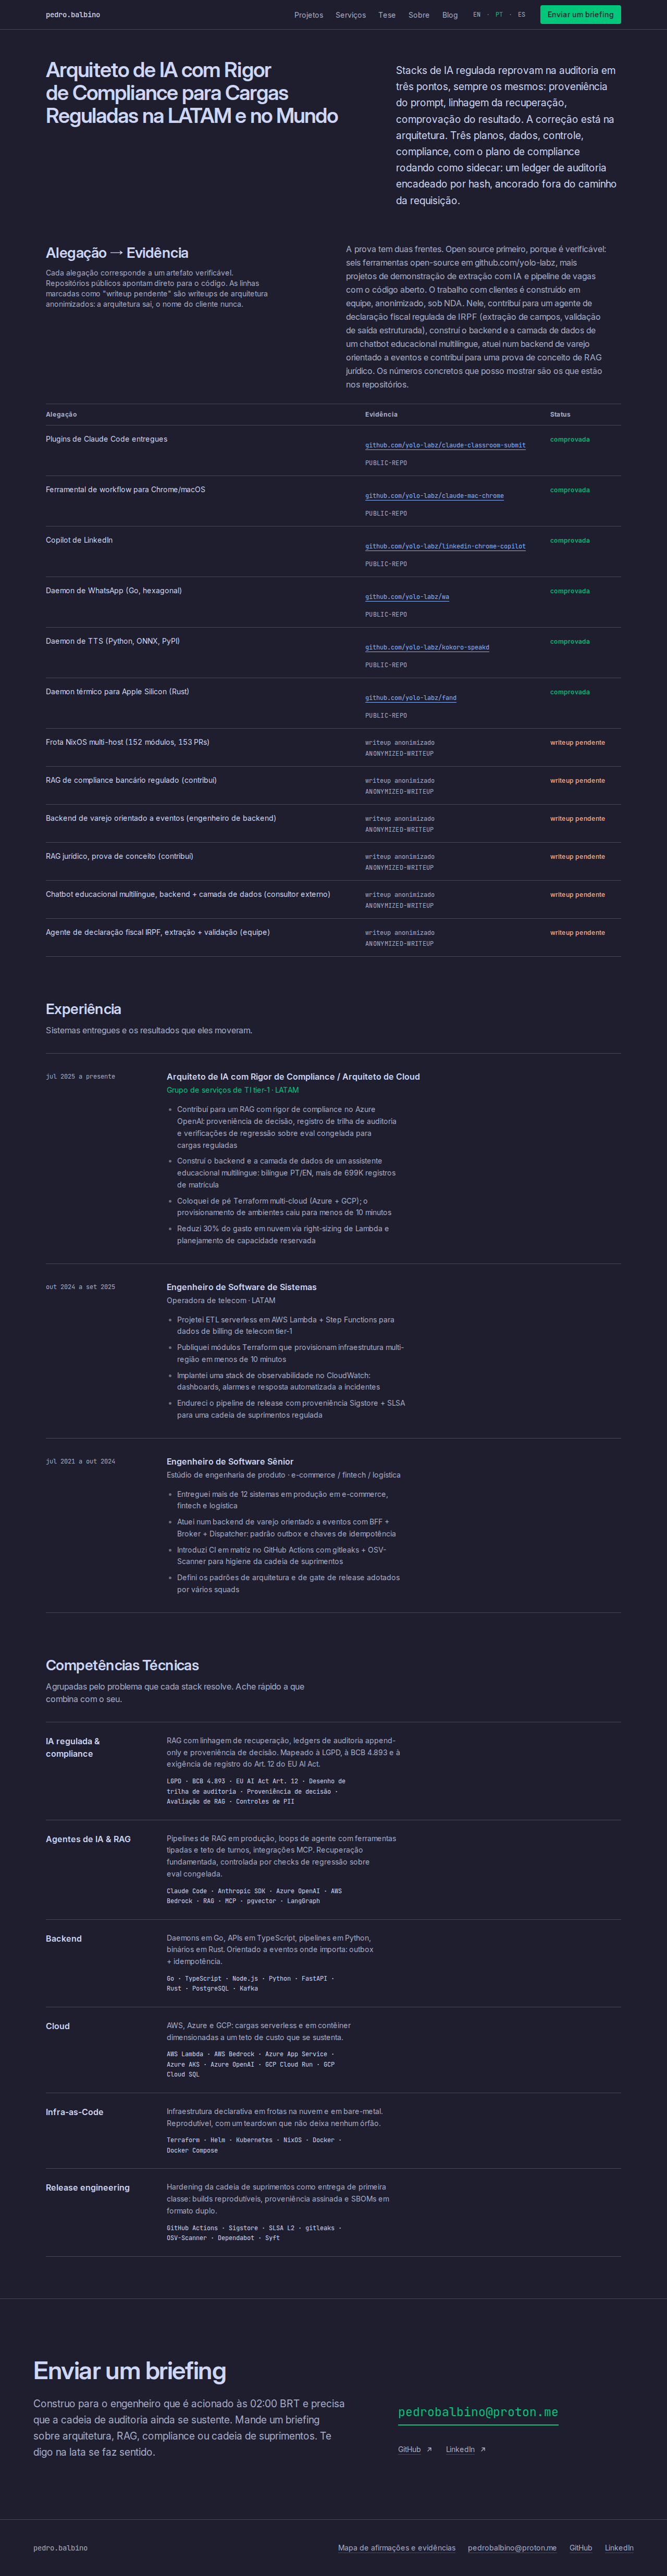 pedro.balbino
Projetos Serviços Tese Sobre Blog EN · PT · ES Enviar um briefing
Arquiteto de IA com Rigor
de Compliance para Cargas
Reguladas na LATAM e no Mundo
Stacks de IA regulada reprovam na auditoria em
três pontos, sempre os mesmos: proveniência
do prompt, linhagem da recuperação,
comprovação do resultado. A correção está na
arquitetura. Três planos, dados, controle,
compliance, com o plano de compliance
rodando como sidecar: um ledger de auditoria
encadeado por hash, ancorado fora do caminho
da requisição.
Alegação → Evidência
Cada alegação corresponde a um artefato verificável.
Repositórios públicos apontam direto para o código. As linhas
marcadas como "writeup pendente" são writeups de arquitetura
anonimizados: a arquitetura sai, o nome do cliente nunca.
A prova tem duas frentes. Open source primeiro, porque é verificável:
seis ferramentas open-source em github.com/yolo-labz, mais
projetos de demonstração de extração com IA e pipeline de vagas
com o código aberto. O trabalho com clientes é construído em
equipe, anonimizado, sob NDA. Nele, contribuí para um agente de
declaração fiscal regulada de IRPF (extração de campos, validação
de saída estruturada), construí o backend e a camada de dados de
um chatbot educacional multilíngue, atuei num backend de varejo
orientado a eventos e contribuí para uma prova de conceito de RAG
jurídico. Os números concretos que posso mostrar são os que estão
nos repositórios.
Alegação Evidência Status
Plugins de Claude Code entregues github.com/yolo-labz/claude-classroom-submit comprovada
PUBLIC-REPO
Ferramental de workflow para Chrome/macOS github.com/yolo-labz/claude-mac-chrome comprovada
PUBLIC-REPO
Copilot de LinkedIn github.com/yolo-labz/linkedin-chrome-copilot comprovada
PUBLIC-REPO
Daemon de WhatsApp (Go, hexagonal) github.com/yolo-labz/wa comprovada
PUBLIC-REPO
Daemon de TTS (Python, ONNX, PyPI) github.com/yolo-labz/kokoro-speakd comprovada
PUBLIC-REPO
Daemon térmico para Apple Silicon (Rust) github.com/yolo-labz/fand comprovada
PUBLIC-REPO
Frota NixOS multi-host (152 módulos, 153 PRs) writeup anonimizado writeup pendente
ANONYMIZED-WRITEUP
RAG de compliance bancário regulado (contribuí) writeup anonimizado writeup pendente
ANONYMIZED-WRITEUP
Backend de varejo orientado a eventos (engenheiro de backend) writeup anonimizado writeup pendente
ANONYMIZED-WRITEUP
RAG jurídico, prova de conceito (contribuí) writeup anonimizado writeup pendente
ANONYMIZED-WRITEUP
Chatbot educacional multilíngue, backend + camada de dados (consultor externo) writeup anonimizado writeup pendente
ANONYMIZED-WRITEUP
Agente de declaração fiscal IRPF, extração + validação (equipe) writeup anonimizado writeup pendente
ANONYMIZED-WRITEUP
Experiência
Sistemas entregues e os resultados que eles moveram.
jul 2025 a presente
Arquiteto de IA com Rigor de Compliance / Arquiteto de Cloud
Grupo de serviços de TI tier-1 · LATAM
• Contribuí para um RAG com rigor de compliance no Azure
OpenAI: proveniência de decisão, registro de trilha de auditoria
e verificações de regressão sobre eval congelada para
cargas reguladas
• Construí o backend e a camada de dados de um assistente
educacional multilíngue: bilíngue PT/EN, mais de 699K registros
de matrícula
• Coloquei de pé Terraform multi-cloud (Azure + GCP); o
provisionamento de ambientes caiu para menos de 10 minutos
• Reduzi 30% do gasto em nuvem via right-sizing de Lambda e
planejamento de capacidade reservada
out 2024 a set 2025
Engenheiro de Software de Sistemas
Operadora de telecom · LATAM
• Projetei ETL serverless em AWS Lambda + Step Functions para
dados de billing de telecom tier-1
• Publiquei módulos Terraform que provisionam infraestrutura multi-
região em menos de 10 minutos
• Implantei uma stack de observabilidade no CloudWatch:
dashboards, alarmes e resposta automatizada a incidentes
• Endureci o pipeline de release com proveniência Sigstore + SLSA
para uma cadeia de suprimentos regulada
jul 2021 a out 2024
Engenheiro de Software Sênior
Estúdio de engenharia de produto · e-commerce / fintech / logística
• Entreguei mais de 12 sistemas em produção em e-commerce,
fintech e logística
• Atuei num backend de varejo orientado a eventos com BFF +
Broker + Dispatcher: padrão outbox e chaves de idempotência
• Introduzi CI em matriz no GitHub Actions com gitleaks + OSV-
Scanner para higiene da cadeia de suprimentos
• Defini os padrões de arquitetura e de gate de release adotados
por vários squads
Competências Técnicas
Agrupadas pelo problema que cada stack resolve. Ache rápido a que
combina com o seu.
IA regulada &
compliance
RAG com linhagem de recuperação, ledgers de auditoria append-
only e proveniência de decisão. Mapeado à LGPD, à BCB 4.893 e à
exigência de registro do Art. 12 do EU AI Act.
LGPD · BCB 4.893 · EU AI Act Art. 12 · Desenho de
trilha de auditoria · Proveniência de decisão ·
Avaliação de RAG · Controles de PII
Agentes de IA & RAG
Pipelines de RAG em produção, loops de agente com ferramentas
tipadas e teto de turnos, integrações MCP. Recuperação
fundamentada, controlada por checks de regressão sobre
eval congelada.
Claude Code · Anthropic SDK · Azure OpenAI · AWS
Bedrock · RAG · MCP · pgvector · LangGraph
Backend
Daemons em Go, APIs em TypeScript, pipelines em Python,
binários em Rust. Orientado a eventos onde importa: outbox
+ idempotência.
Go · TypeScript · Node.js · Python · FastAPI ·
Rust · PostgreSQL · Kafka
Cloud
AWS, Azure e GCP: cargas serverless e em contêiner
dimensionadas a um teto de custo que se sustenta.
AWS Lambda · AWS Bedrock · Azure App Service ·
Azure AKS · Azure OpenAI · GCP Cloud Run · GCP
Cloud SQL
Infra-as-Code
Infraestrutura declarativa em frotas na nuvem e em bare-metal.
Reprodutível, com um teardown que não deixa nenhum órfão.
Terraform · Helm · Kubernetes · NixOS · Docker ·
Docker Compose
Release engineering
Hardening da cadeia de suprimentos como entrega de primeira
classe: builds reprodutíveis, proveniência assinada e SBOMs em
formato duplo.
GitHub Actions · Sigstore · SLSA L2 · gitleaks ·
OSV-Scanner · Dependabot · Syft
Enviar um briefing
Construo para o engenheiro que é acionado às 02:00 BRT e precisa
que a cadeia de auditoria ainda se sustente. Mande um briefing
sobre arquitetura, RAG, compliance ou cadeia de suprimentos. Te
digo na lata se faz sentido.
pedrobalbino@proton.me
GitHub ↗ LinkedIn ↗
pedro.balbino
Mapa de afirmações e evidências pedrobalbino@proton.me GitHub LinkedIn